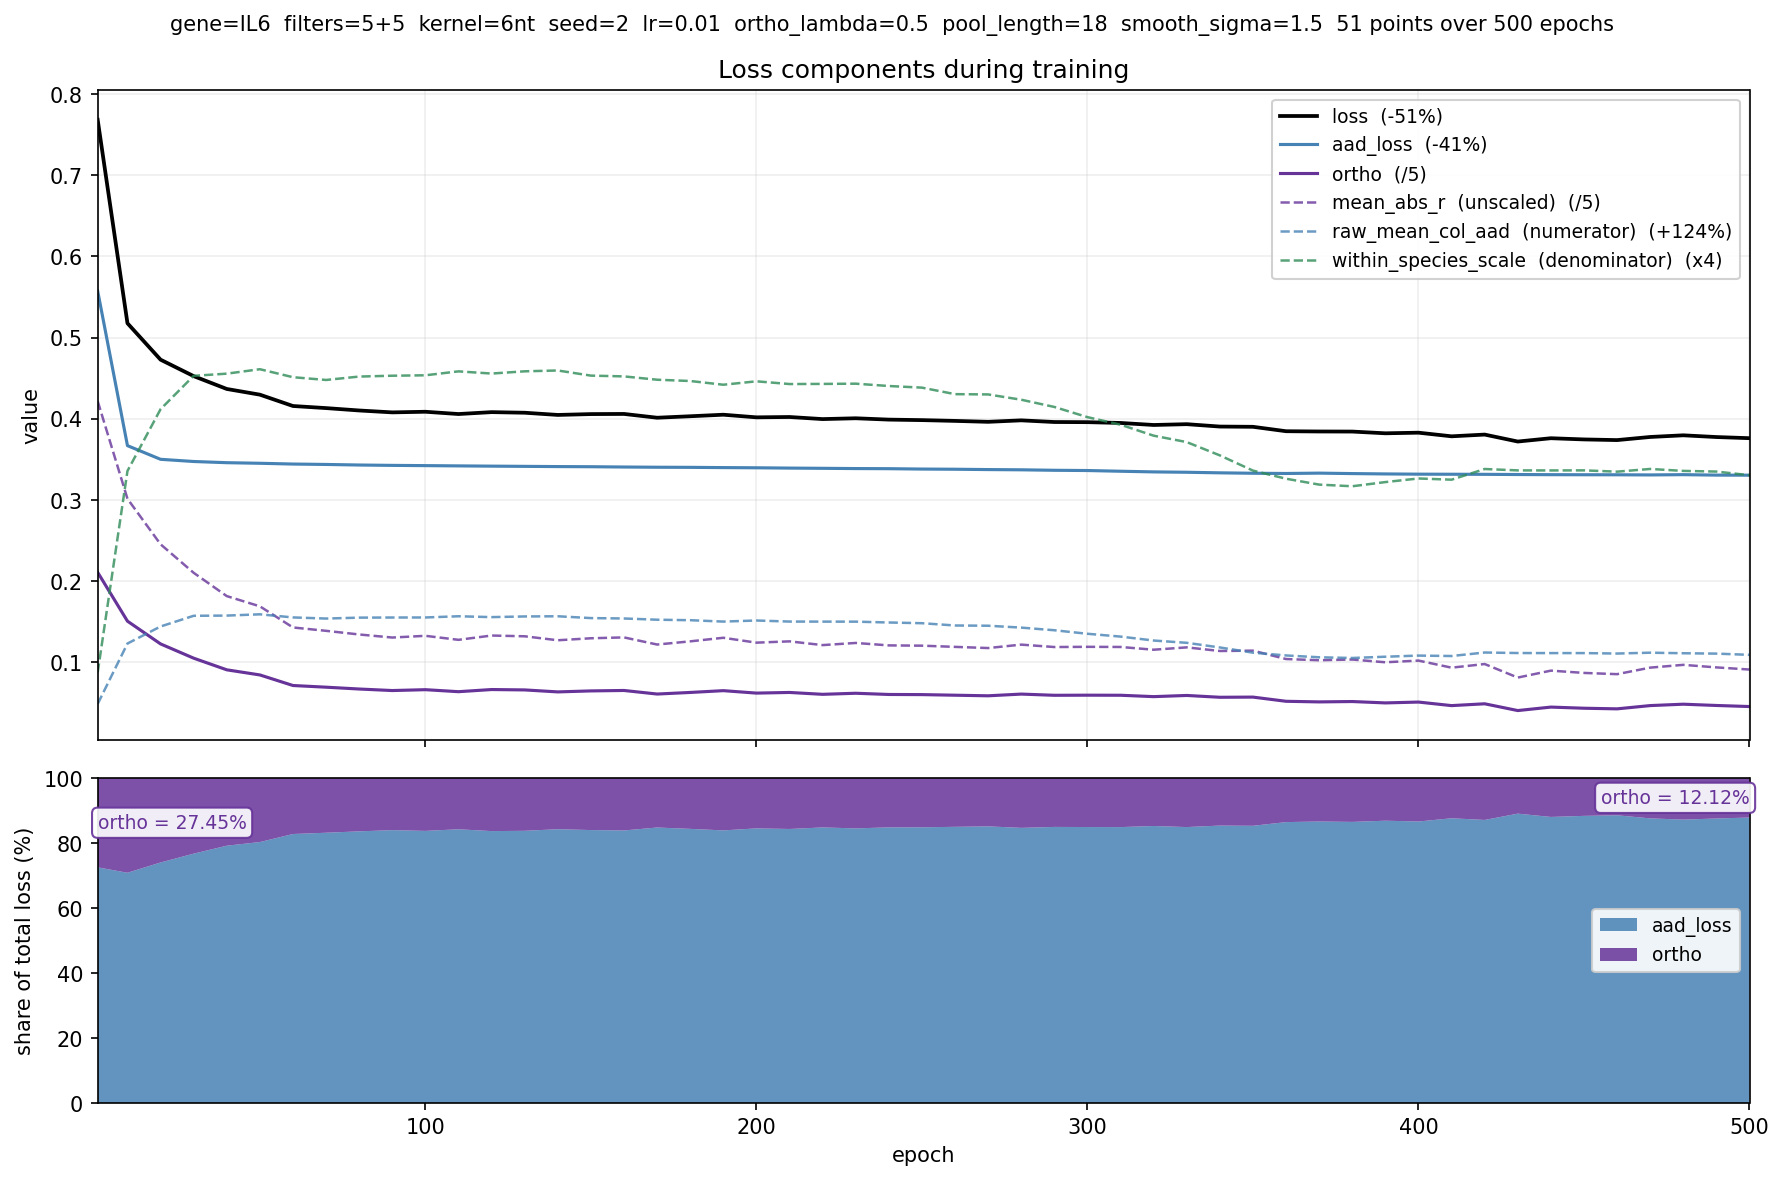 gene=IL6  filters=5+5  kernel=6nt  seed=2  lr=0.01  ortho_lambda=0.5  pool_length=18  smooth_sigma=1.5  51 points over 500 epochs
Loss components during training
loss  (-51%)
aad_loss  (-41%)
ortho  (/5)
mean_abs_r  (unscaled)  (/5)
raw_mean_col_aad  (numerator)  (+124%)
within_species_scale  (denominator)  (x4)
value
0.8
0.7
0.6
0.5
0.4
0.3
0.2
0.1
share of total loss (%)
100
80
60
40
20
0
ortho = 27.45%
ortho = 12.12%
aad_loss
ortho
100
200
300
400
500
epoch